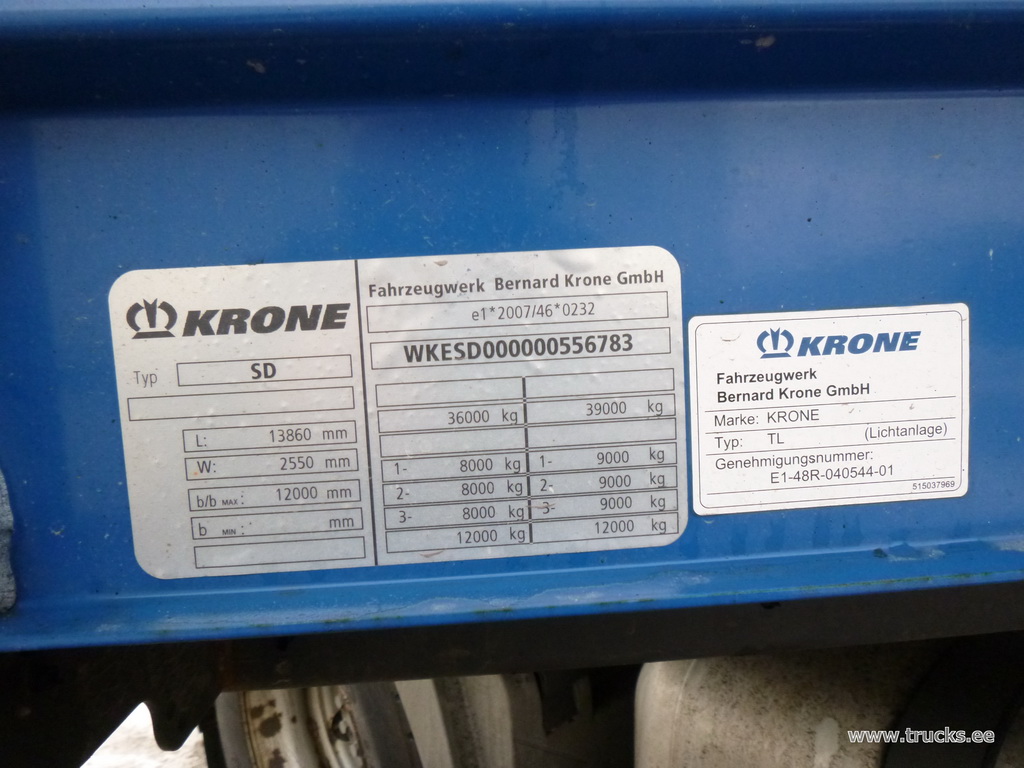 KRONE
Typ SD
L: 13860 mm
W: 2550 mm
b/b MAX.: 12000 mm
b MIN.: mm
Fahrzeugwerk Bernard Krone GmbH
e1*2007/46*0232
WKESD000000556783
36000 kg 39000 kg
1- 8000 kg 1- 9000 kg
2- 8000 kg 2- 9000 kg
3- 8000 kg 3- 9000 kg
12000 kg 12000 kg
KRONE
Fahrzeugwerk
Bernard Krone GmbH
Marke: KRONE
Typ: TL (Lichtanlage)
Genehmigungsnummer:
E1-48R-040544-01
515037969
www.trucks.ee